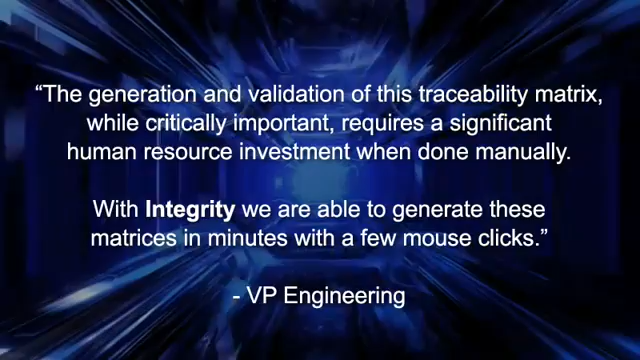 “The generation and validation of this traceability matrix,
while critically important, requires a significant
human resource investment when done manually.
With Integrity we are able to generate these
matrices in minutes with a few mouse clicks.”
- VP Engineering